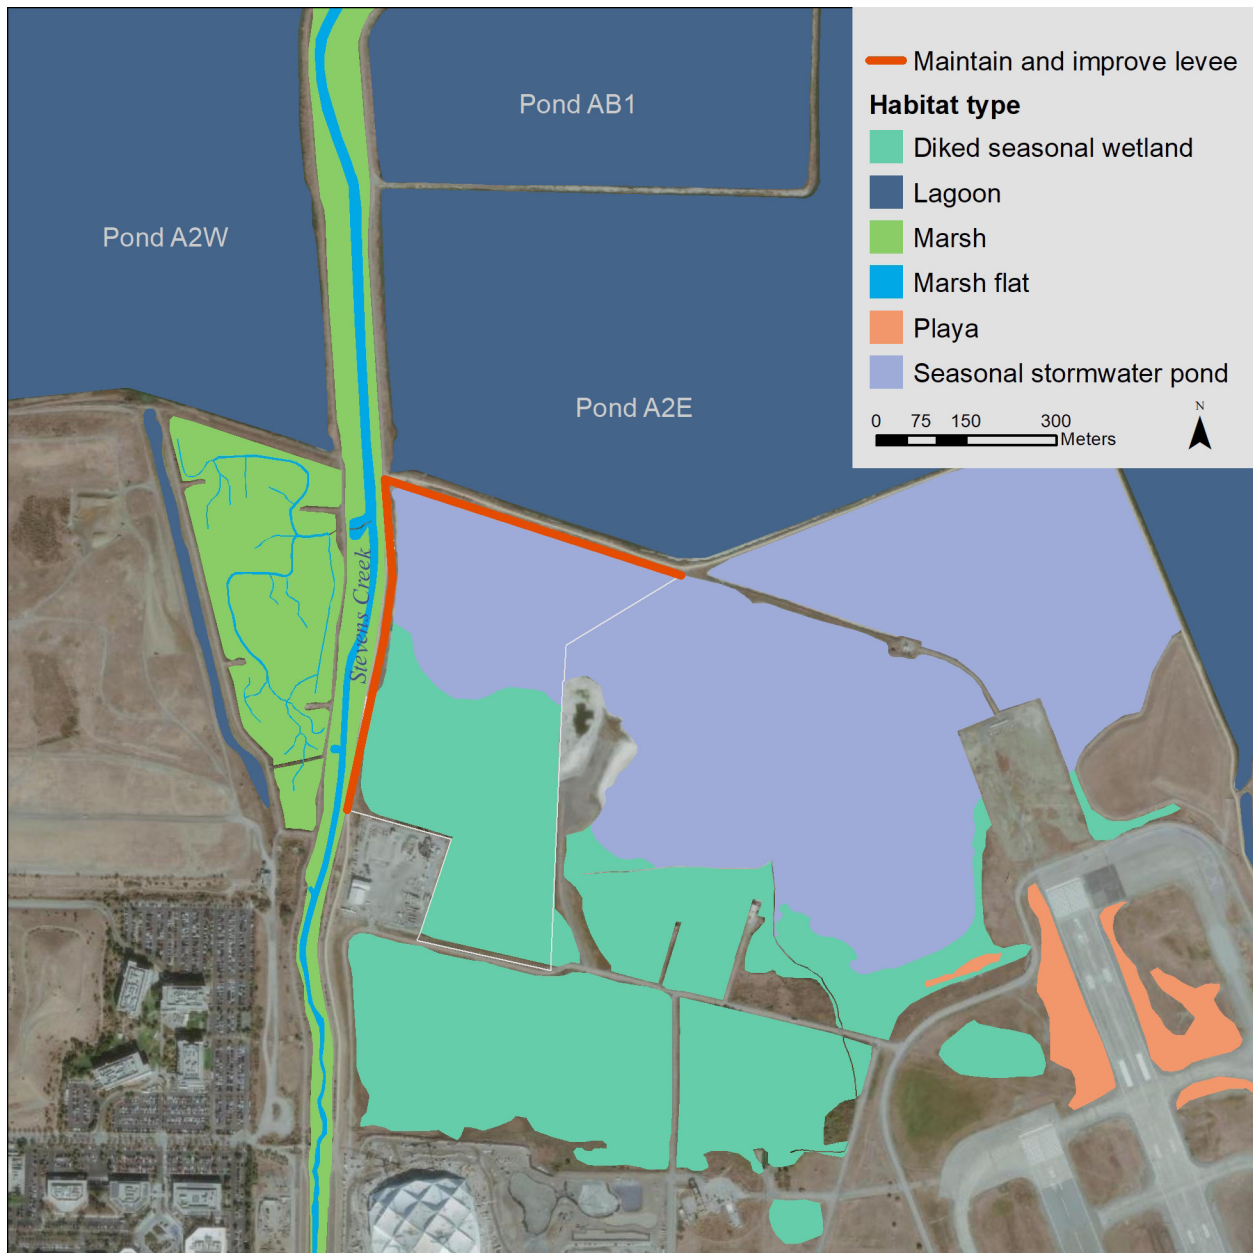 Maintain and improve levee
Habitat type
Diked seasonal wetland
Lagoon
Marsh
Marsh flat
Playa
Seasonal stormwater pond
0 75 150 300
Meters
N
Pond AB1
Pond A2W
Pond A2E
Stevens Creek